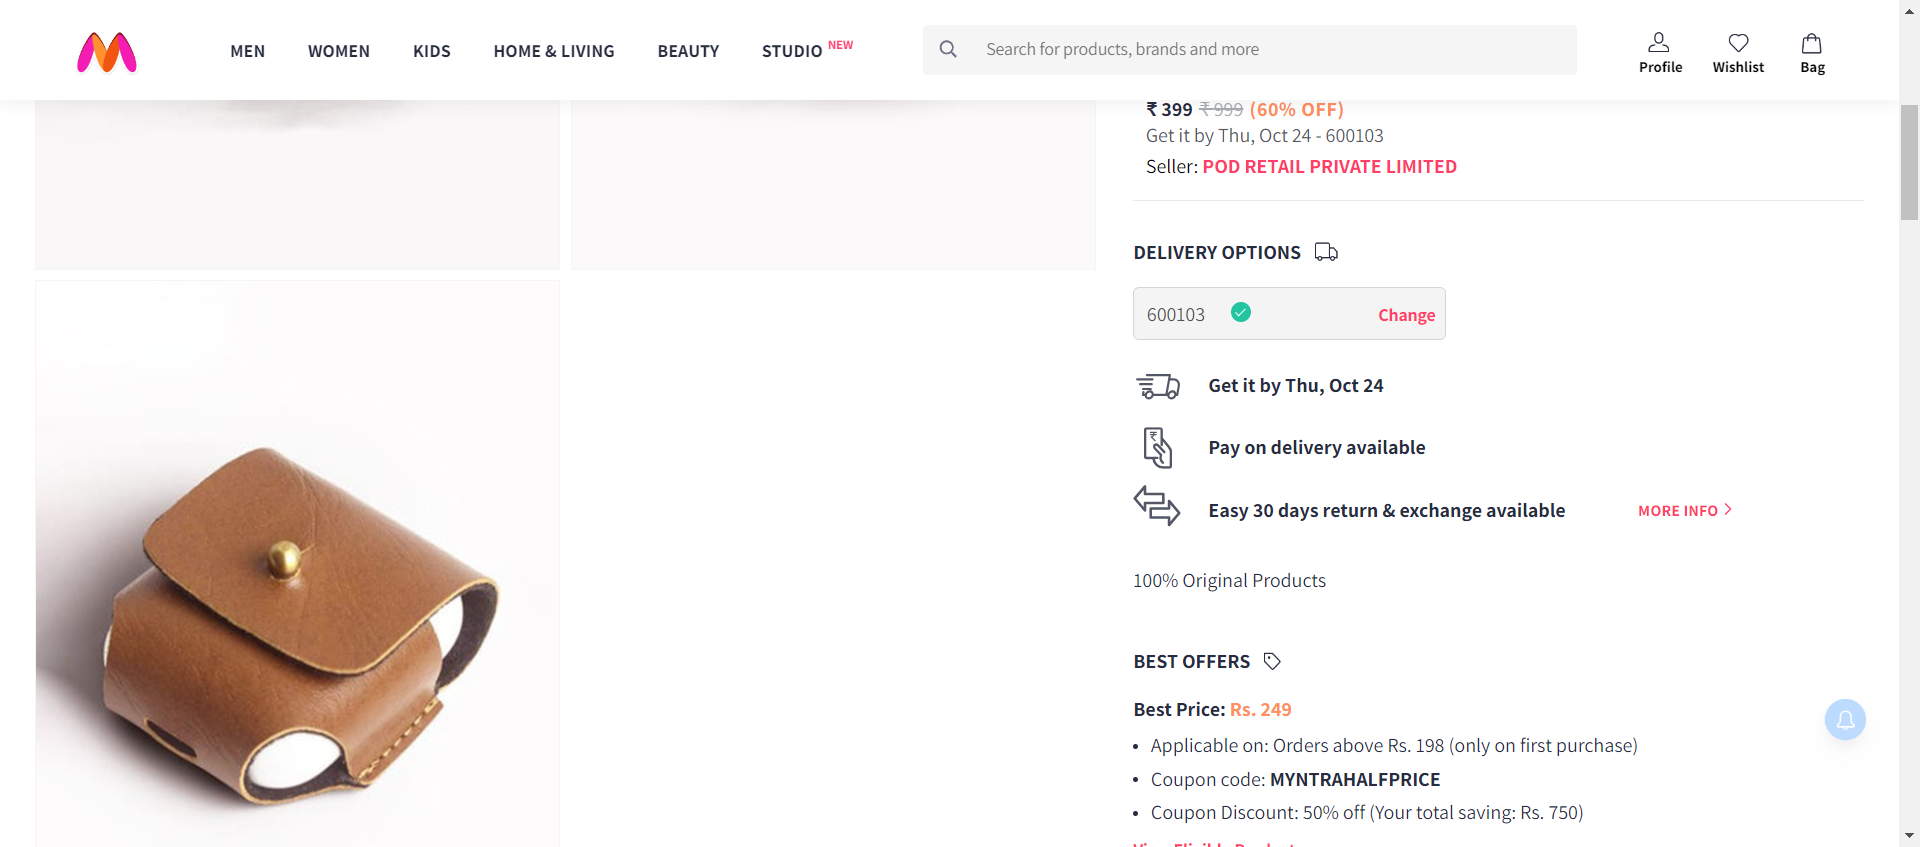 MEN WOMEN KIDS HOME & LIVING BEAUTY STUDIO NEW Search for products, brands and more Profile Wishlist Bag
₹ 399 ₹ 999 (60% OFF)
Get it by Thu, Oct 24 - 600103
Seller: POD RETAIL PRIVATE LIMITED
DELIVERY OPTIONS
600103 Change
Get it by Thu, Oct 24
Pay on delivery available
Easy 30 days return & exchange available MORE INFO
100% Original Products
BEST OFFERS
Best Price: Rs. 249
• Applicable on: Orders above Rs. 198 (only on first purchase)
• Coupon code: MYNTRAHALFPRICE
• Coupon Discount: 50% off (Your total saving: Rs. 750)